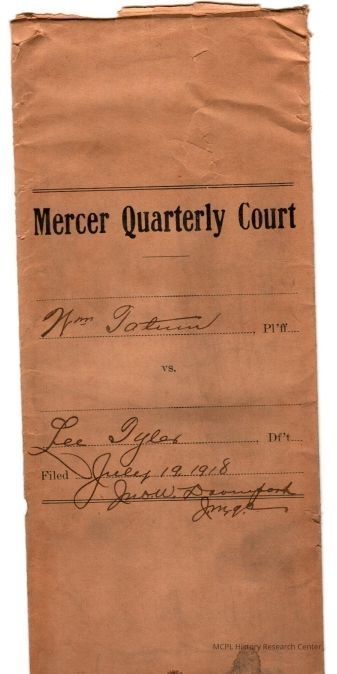 Mercer Quarterly Court
Wm Tatum, Pl'ff
vs.
Lee Tyler, Df't
Filed July 19, 1918
Jno W. Davenport
MCPL History Research Center